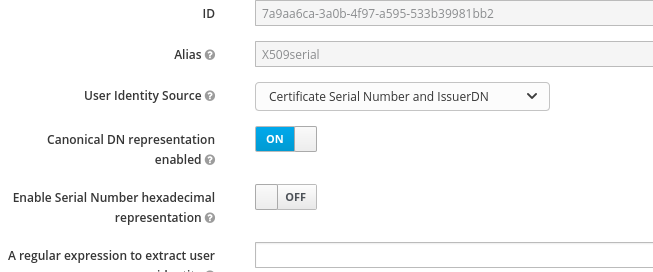 ID 7a9aa6ca-3a0b-4f97-a595-533b39981bb2
Alias X509serial
User Identity Source Certificate Serial Number and IssuerDN
Canonical DN representation
enabled ON
Enable Serial Number hexadecimal
representation OFF
A regular expression to extract user